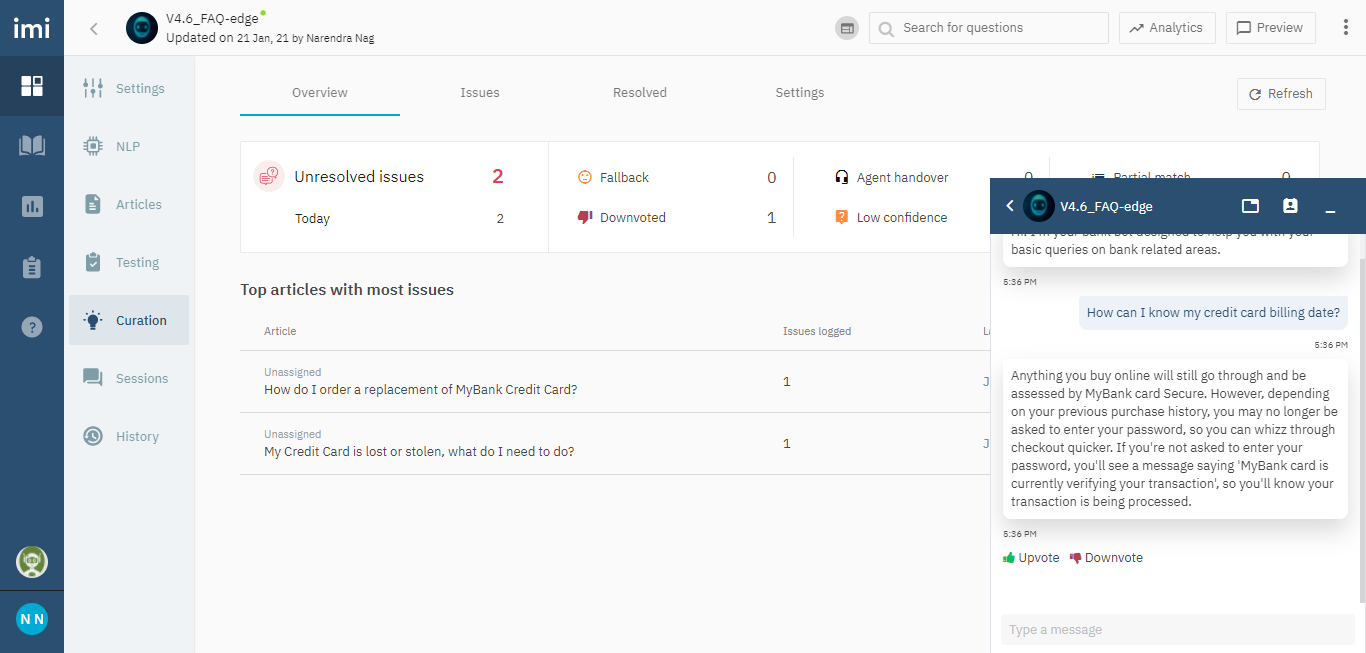 imi
V4.6_FAQ-edge
Updated on 21 Jan, 21 by Narendra Nag
Search for questions
Analytics
Preview
Settings
NLP
Articles
Testing
Curation
Sessions
History
N N
Overview
Issues
Resolved
Settings
Refresh
Unresolved issues
2
Today
2
Fallback
0
Downvoted
1
Agent handover
0
Low confidence
Partial match
0
Top articles with most issues
Article
Issues logged
Unassigned
How do I order a replacement of MyBank Credit Card?
1
J
Unassigned
My Credit Card is lost or stolen, what do I need to do?
1
J
V4.6_FAQ-edge
Hi! I'm your bank bot designed to help you with your
basic queries on bank related areas.
5:36 PM
How can I know my credit card billing date?
5:36 PM
Anything you buy online will still go through and be
assessed by MyBank card Secure. However, depending
on your previous purchase history, you may no longer be
asked to enter your password, so you can whizz through
checkout quicker. If you're not asked to enter your
password, you'll see a message saying 'MyBank card is
currently verifying your transaction', so you'll know your
transaction is being processed.
5:36 PM
Upvote
Downvote
Type a message